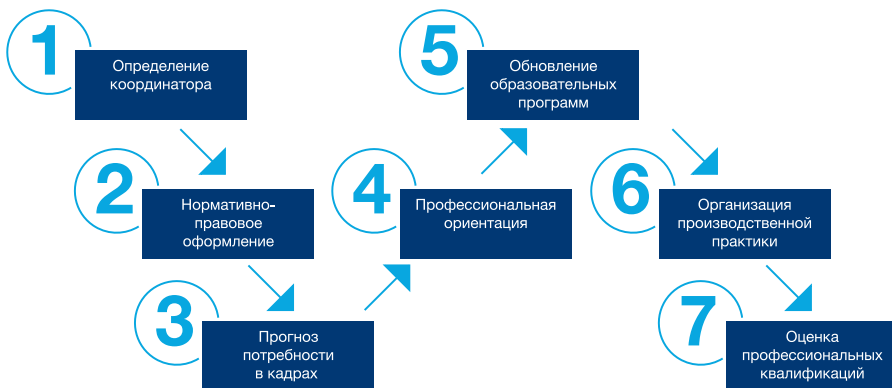 1
Определение
координатора
2
Нормативно-
правовое
оформление
3
Прогноз
потребности
в кадрах
4
Профессиональная
ориентация
5
Обновление
образовательных
программ
6
Организация
производственной
практики
7
Оценка
профессиональных
квалификаций